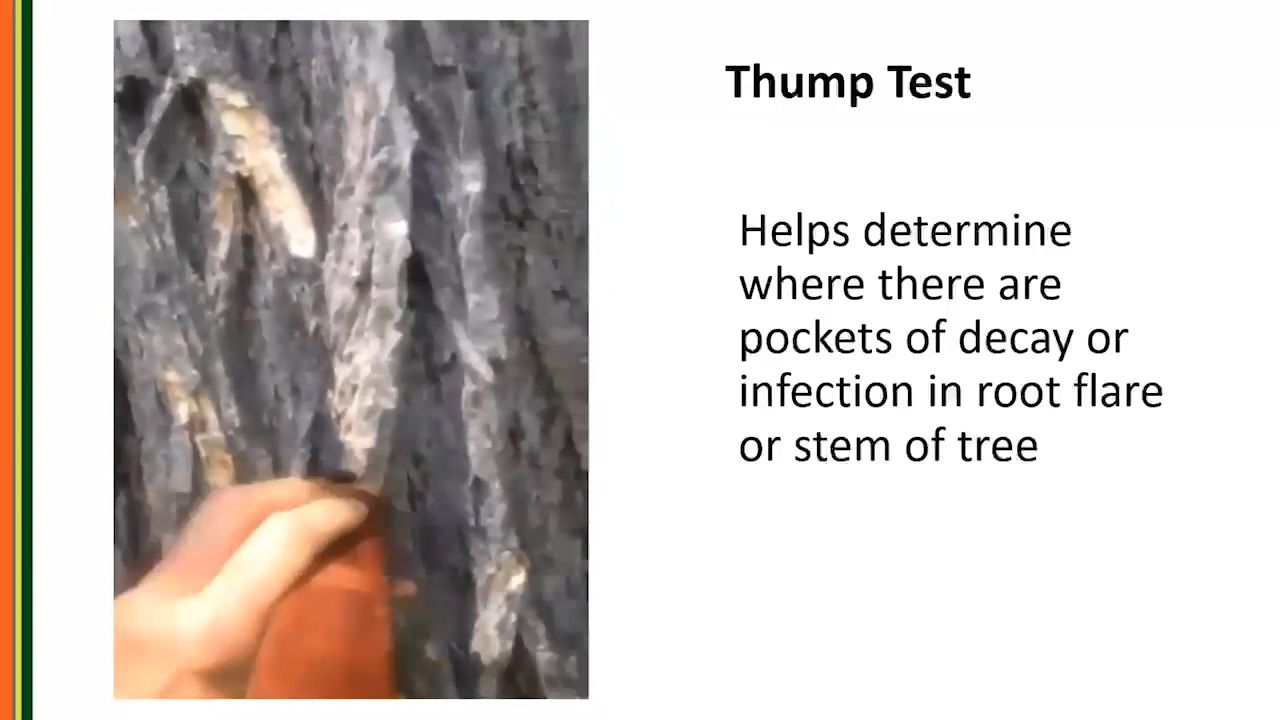 Thump Test
Helps determine
where there are
pockets of decay or
infection in root flare
or stem of tree